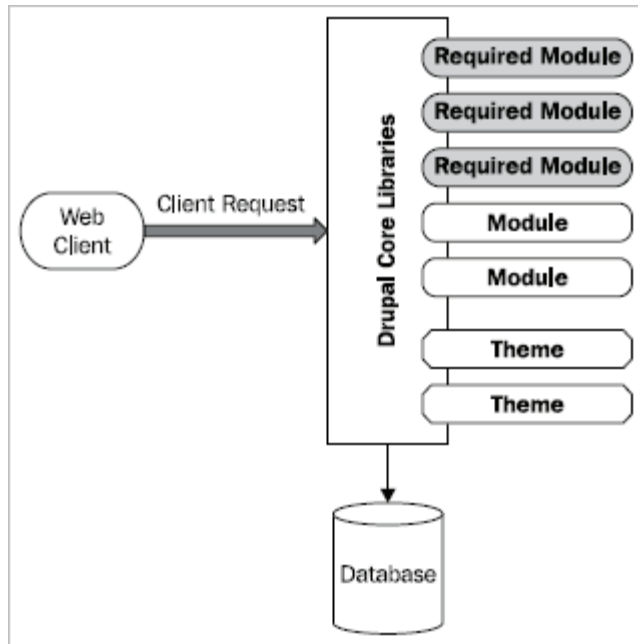 Required Module
Required Module
Required Module
Client Request
Web
Client
Drupal Core Libraries
Module
Module
Theme
Theme
Database